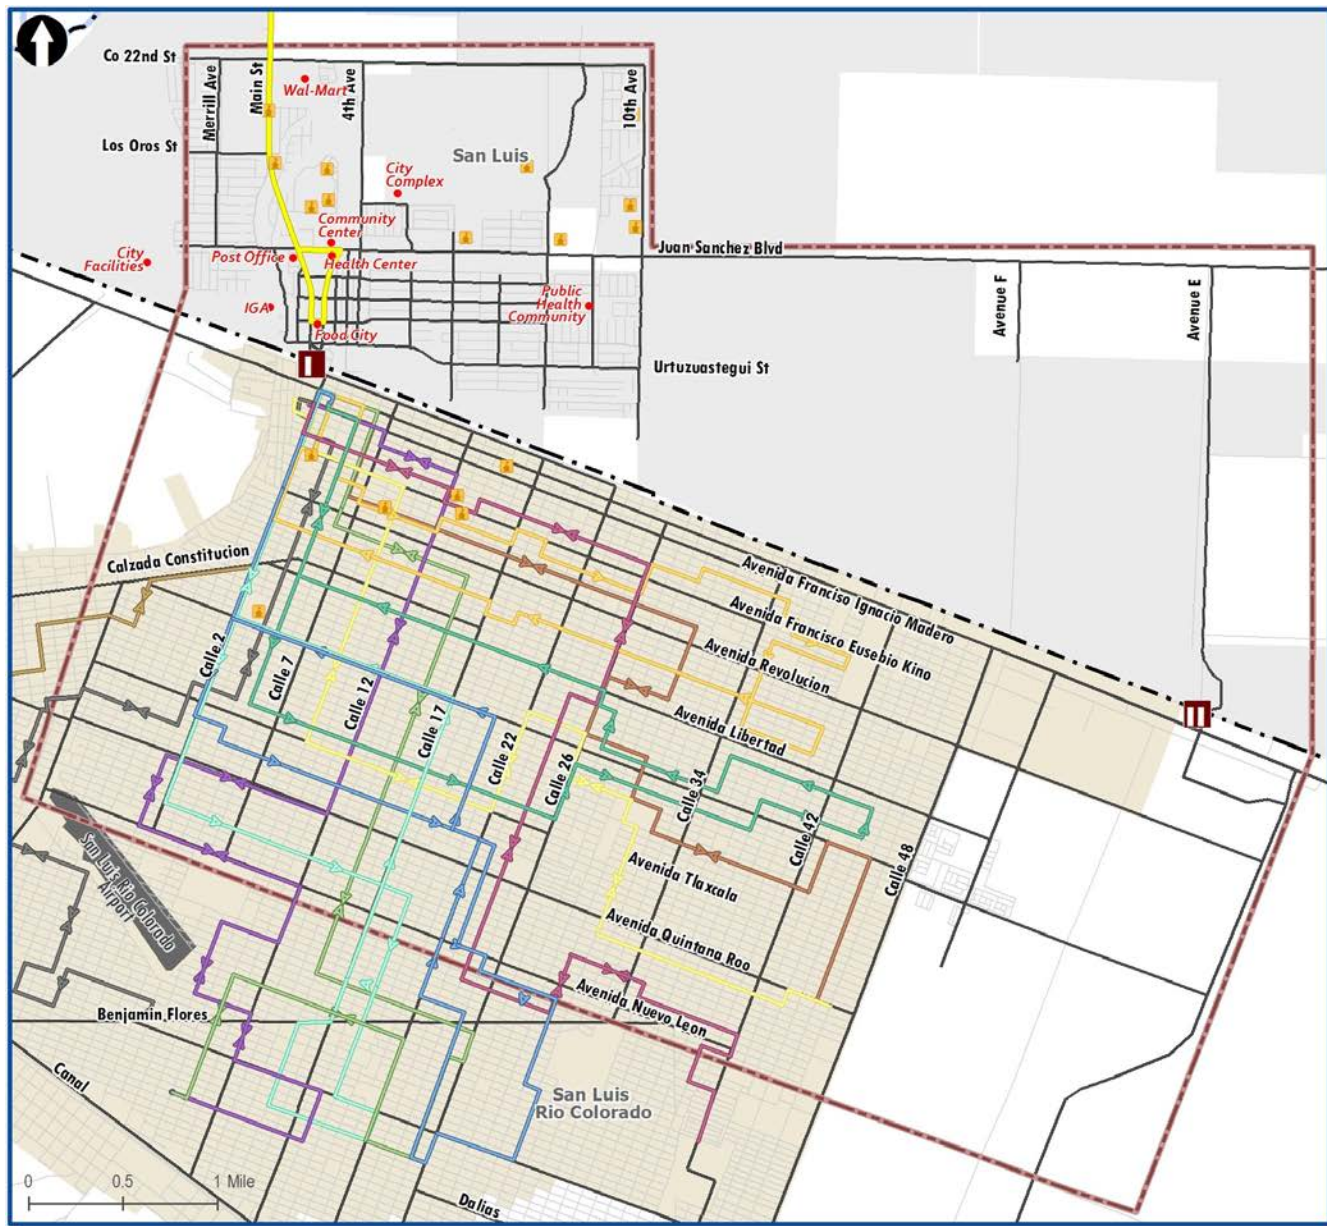 Co 22nd St
Merrill Ave
Main St
Wal-Mart
4th Ave
10th Ave
Los Oros St
San Luis
City
Complex
Community
Center
City
Facilities
Post Office
Health Center
Juan Sanchez Blvd
IGA
Public
Health
Community
Avenue F
Avenue E
Food City
Urtuzuastegui St
Calzada Constitucion
Avenida Franciso Ignacio Madero
Avenida Francisco Eusebio Kino
Avenida Revolucion
Avenida Libertad
Calle 2
Calle 7
Calle 12
Calle 17
Calle 22
Calle 26
Calle 34
Calle 42
Calle 48
San Luis Rio Colorado
Airport
Avenida Tlaxcala
Avenida Quintana Roo
Avenida Nuevo Leon
Benjamin Flores
Canal
San Luis
Rio Colorado
0 0.5 1 Mile
Dalias